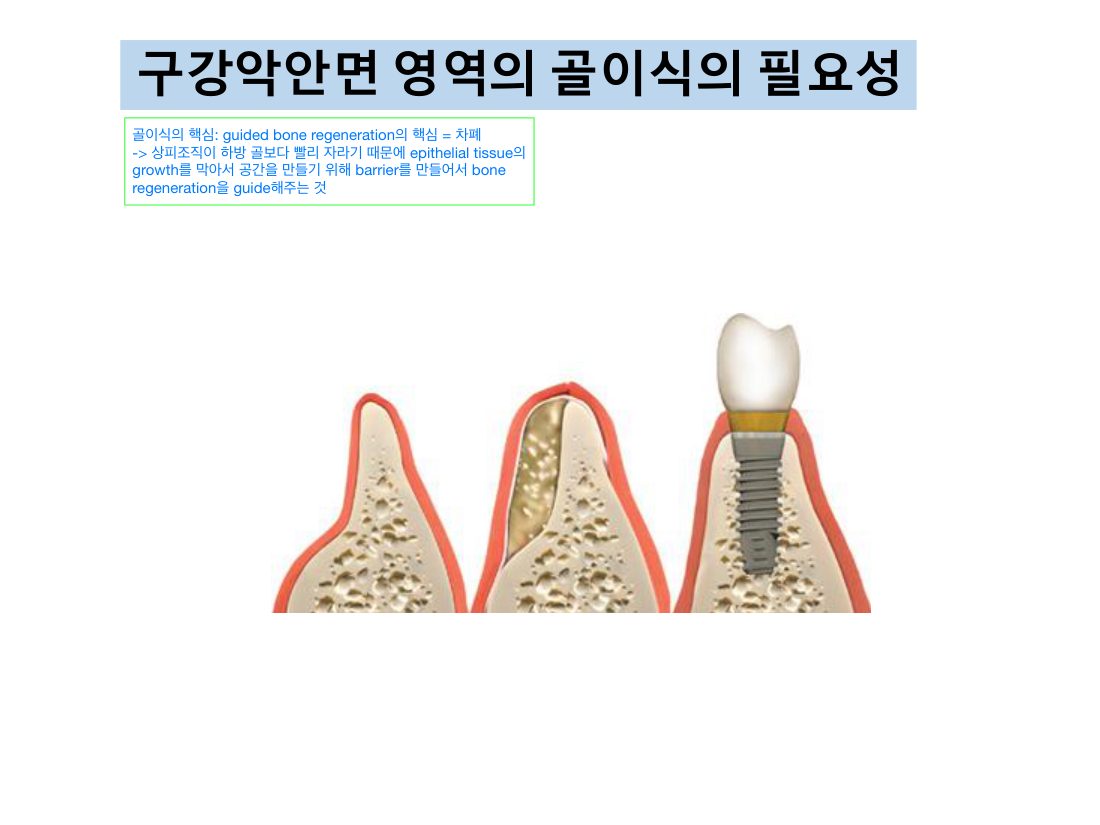 구강악안면 영역의 골이식의 필요성
골이식의 핵심: guided bone regeneration의 핵심 = 차폐
-> 상피조직이 하방 골보다 빨리 자라기 때문에 epithelial tissue의
growth를 막아서 공간을 만들기 위해 barrier를 만들어서 bone
regeneration을 guide해주는 것